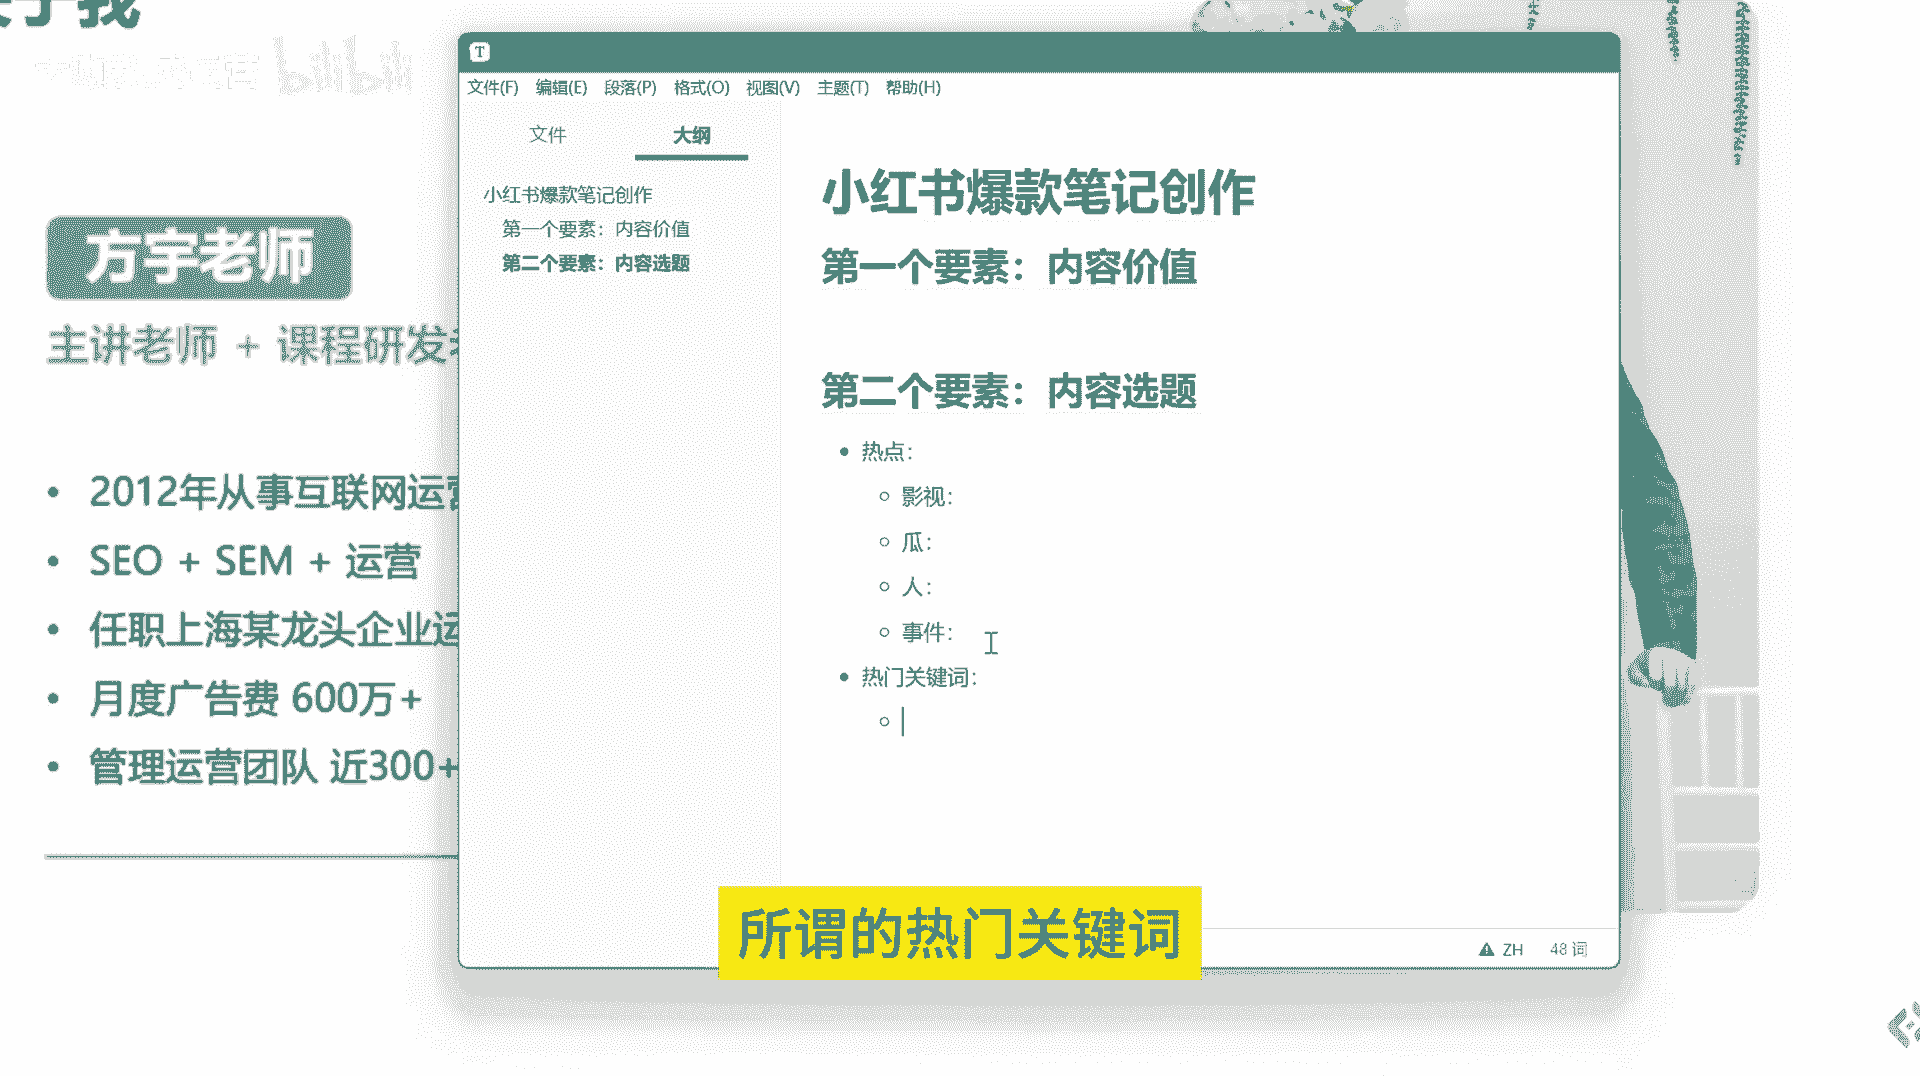 关于我
bilibili
方宇老师
主讲老师 + 课程研发
2012年从事互联网运营
SEO + SEM + 运营
任职上海某龙头企业运
月度广告费 600万+
管理运营团队 近300+
T
文件(F) 编辑(E) 段落(P) 格式(O) 视图(V) 主题(T) 帮助(H)
文件 大纲
小红书爆款笔记创作
第一个要素：内容价值
第二个要素：内容选题
小红书爆款笔记创作
第一个要素：内容价值
第二个要素：内容选题
热点：
影视：
瓜：
人：
事件：
热门关键词：
所谓的热门关键词
ZH 48 词